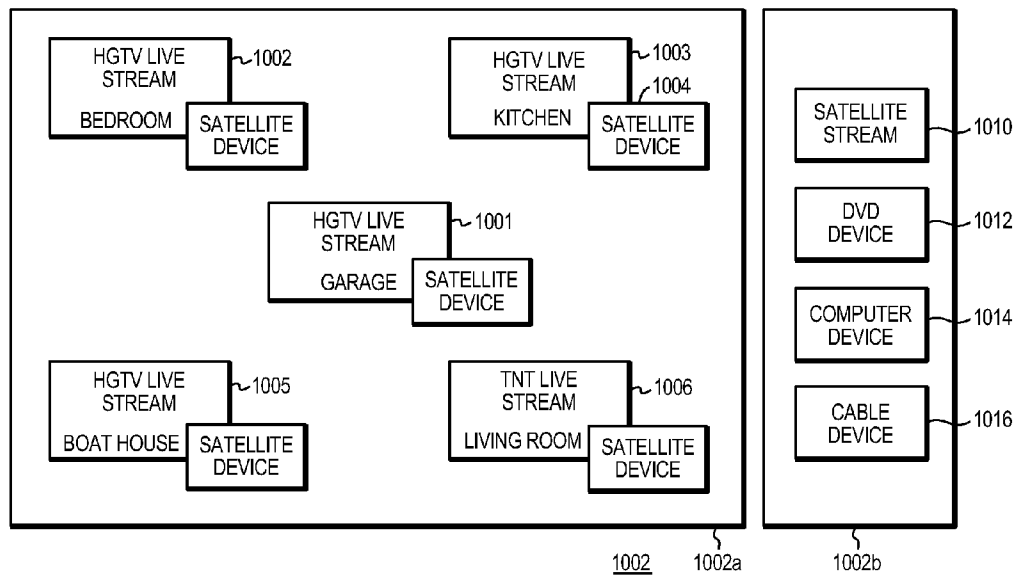 HGTV LIVE
STREAM
BEDROOM
1002
SATELLITE
DEVICE
HGTV LIVE
STREAM
KITCHEN
1003
1004
SATELLITE
DEVICE
HGTV LIVE
STREAM
GARAGE
1001
SATELLITE
DEVICE
HGTV LIVE
STREAM
BOAT HOUSE
1005
SATELLITE
DEVICE
TNT LIVE
STREAM
LIVING ROOM
1006
SATELLITE
DEVICE
SATELLITE
STREAM
1010
DVD
DEVICE
1012
COMPUTER
DEVICE
1014
CABLE
DEVICE
1016
1002
1002a
1002b